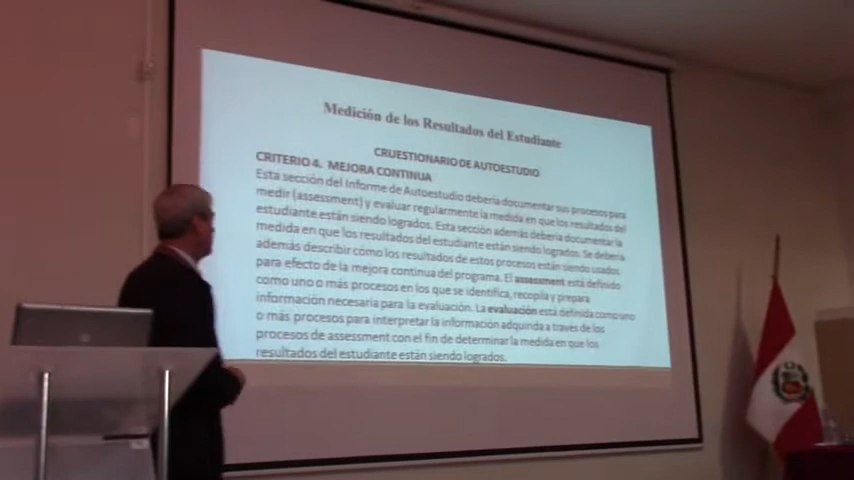 Medición de los Resultados del Estudiante
CRUESTIONARIO DE AUTOESTUDIO
CRITERIO 4. MEJORA CONTINUA
Esta sección del Informe de Autoestudio debería documentar sus procesos para
medir (assessment) y evaluar regularmente la medida en que los resultados del
estudiante están siendo logrados. Esta sección además debería documentar la
medida en que los resultados del estudiante están siendo logrados. Se debería
además describir cómo los resultados de estos procesos están siendo usados
para efecto de la mejora continua del programa. El assessment está definido
como uno o más procesos en los que se identifica, recopila y prepara
información necesaria para la evaluación. La evaluación está definida como uno
o más procesos para interpretar la información adquirida a través de los
procesos de assessment con el fin de determinar la medida en que los
resultados del estudiante están siendo logrados.